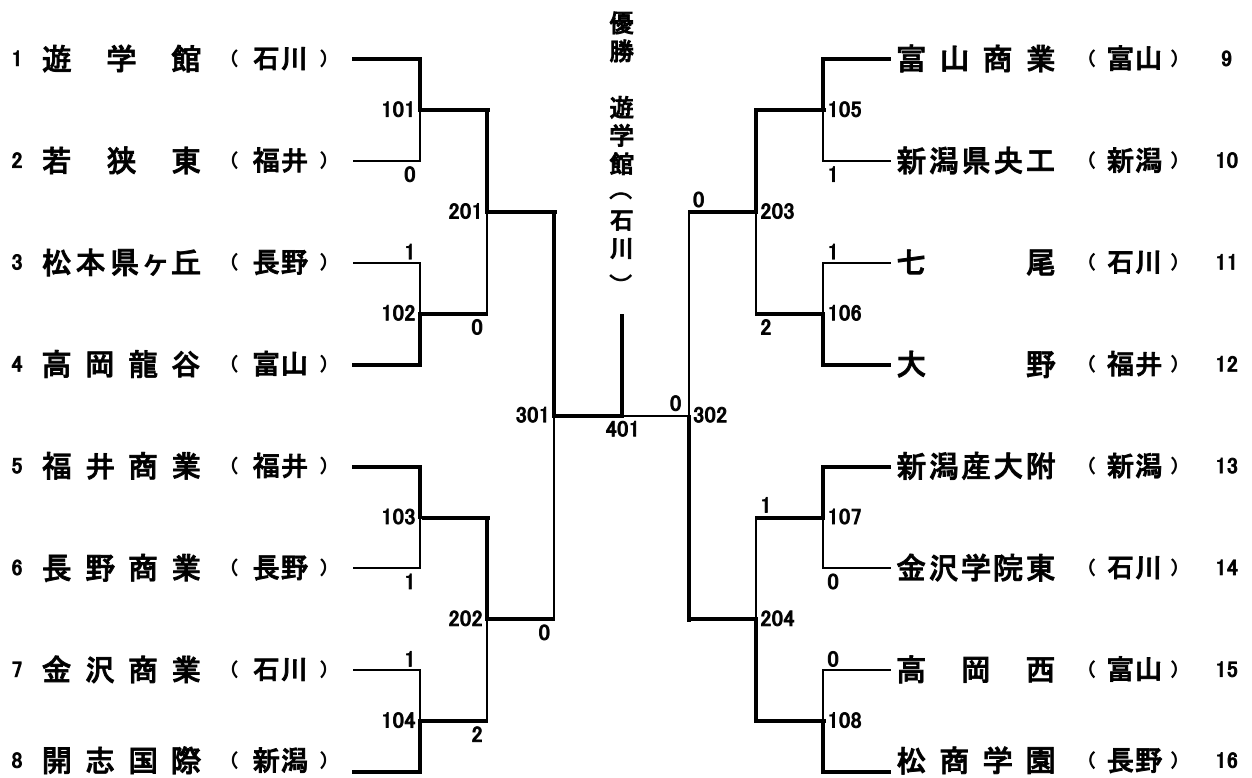 優勝 遊学館（石川）
1 遊学館 （石川）
101
2 若狭東 （福井）
0
201
3 松本県ヶ丘 （長野）
1
102
0
4 高岡龍谷 （富山）
301
5 福井商業 （福井）
103
6 長野商業 （長野）
1
202
0
7 金沢商業 （石川）
1
104
2
8 開志国際 （新潟）
401
富山商業 （富山） 9
105
新潟県央工 （新潟） 10
1
0
203
七尾 （石川） 11
1
106
2
大野 （福井） 12
0
302
新潟産大附 （新潟） 13
1
107
金沢学院東 （石川） 14
0
204
高岡西 （富山） 15
0
108
松商学園 （長野） 16